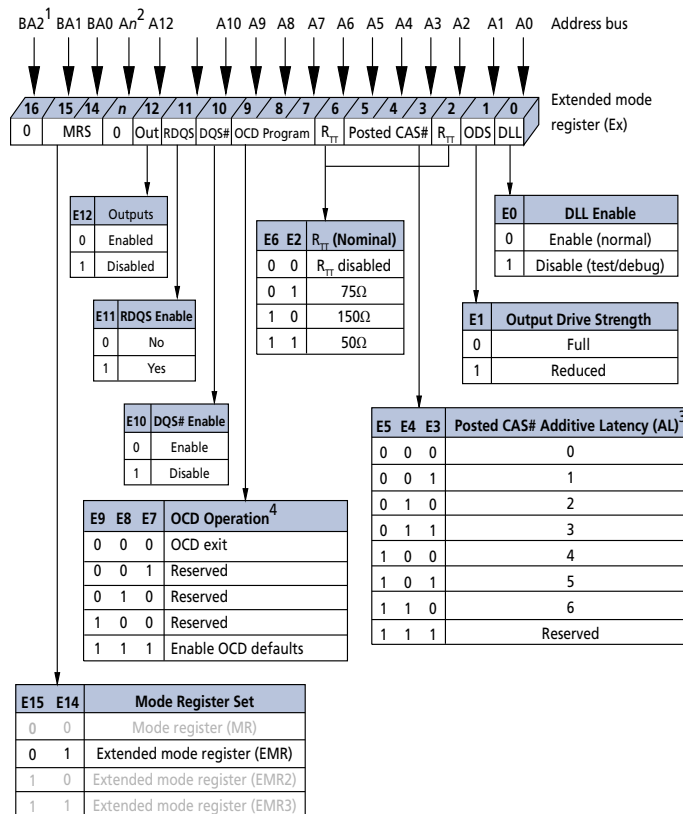 BA2¹ BA1 BA0 An² A12 A10 A9 A8 A7 A6 A5 A4 A3 A2 A1 A0 Address bus
16 15 14 n 12 11 10 9 8 7 6 5 4 3 2 1 0 Extended mode
0 MRS 0 Out RDQS DQS# OCD Program RTT Posted CAS# RTT ODS DLL register (Ex)
E12 Outputs
0 Enabled
1 Disabled
E11 RDQS Enable
0 No
1 Yes
E10 DQS# Enable
0 Enable
1 Disable
E6 E2 RTT (Nominal)
0 0 RTT disabled
0 1 75Ω
1 0 150Ω
1 1 50Ω
E0 DLL Enable
0 Enable (normal)
1 Disable (test/debug)
E1 Output Drive Strength
0 Full
1 Reduced
E5 E4 E3 Posted CAS# Additive Latency (AL)³
0 0 0 0
0 0 1 1
0 1 0 2
0 1 1 3
1 0 0 4
1 0 1 5
1 1 0 6
1 1 1 Reserved
E9 E8 E7 OCD Operation⁴
0 0 0 OCD exit
0 0 1 Reserved
0 1 0 Reserved
1 0 0 Reserved
1 1 1 Enable OCD defaults
E15 E14 Mode Register Set
0 0 Mode register (MR)
0 1 Extended mode register (EMR)
1 0 Extended mode register (EMR2)
1 1 Extended mode register (EMR3)